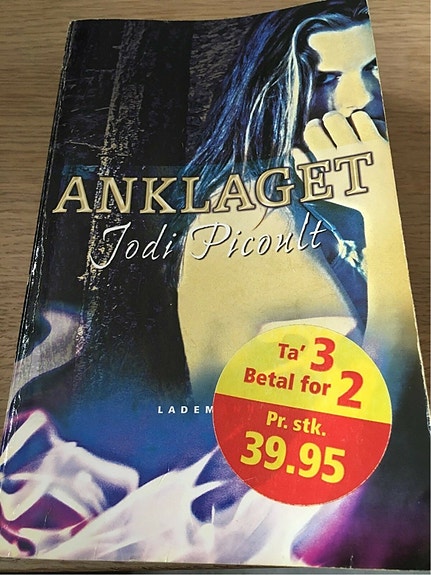 ANKLAGET
Jodi Picoult
Ta' 3
Betal for 2
Pr. stk.
39.95